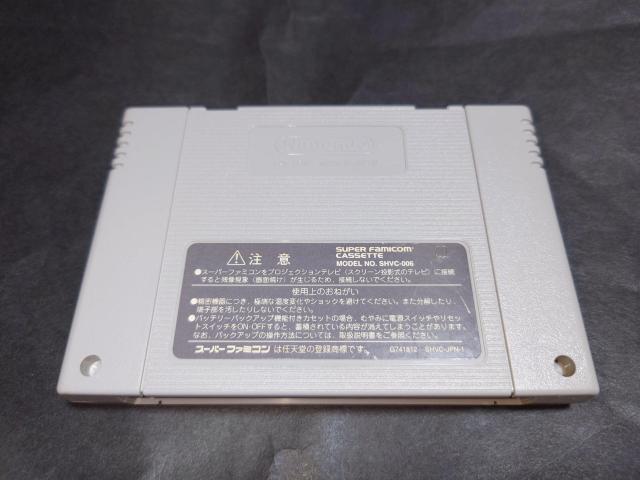 Nintendo
⚠注意
SUPER FAMICOM
CASSETTE
MODEL NO. SHVC-006
●スーパーファミコンをプロジェクションテレビ(スクリーン投影式のテレビ)に接続
すると残像現象(画面焼け)が生じるため、接続しないでください。
使用上のおねがい
●精密機器につき、極端な温度変化やショックを避けてください。また分解したり、
端子部を汚したりしないでください。
●バッテリーバックアップ機能付きカセットの場合、むやみに電源スイッチやリセッ
トスイッチをON・OFFすると、蓄積されている内容が消えてしまうことがあります。
なお、バックアップの操作方法については、取扱説明書をご参照ください。
スーパーファミコン は任天堂の登録商標です。
G741812 SHVC-JPN-1